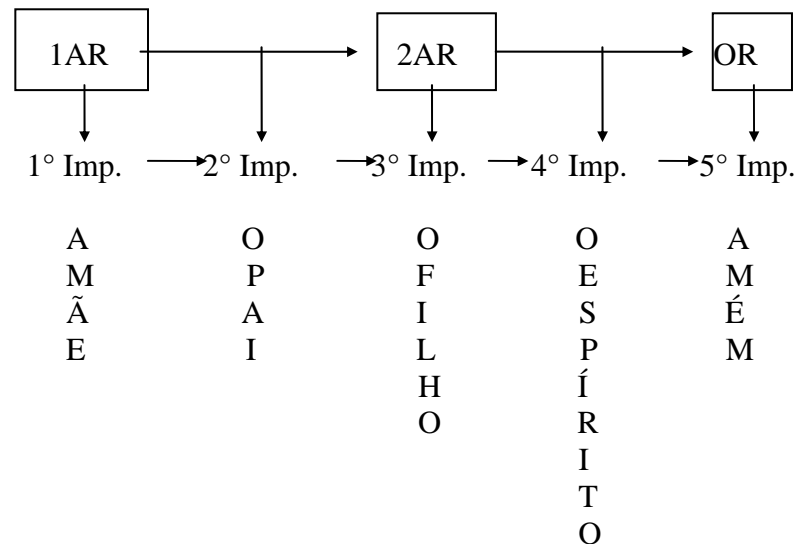 1AR 2AR OR
1° Imp. 2° Imp. 3° Imp. 4° Imp. 5° Imp.
A O O O A
M P F E M
Ã A I S É
E I L P M
H Í
O R
I
T
O